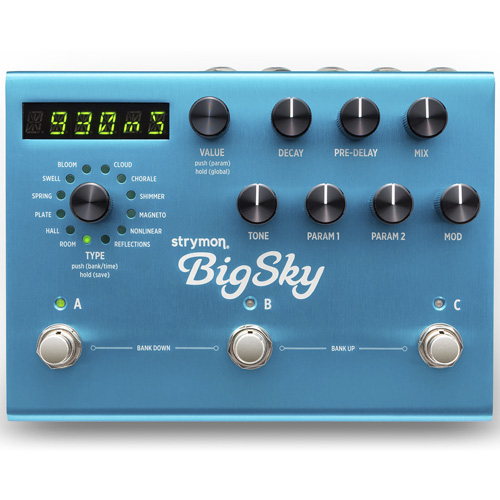 930mS
VALUE
push (param)
hold (global)
DECAY
PRE-DELAY
MIX
BLOOM
CLOUD
SWELL
CHORALE
SPRING
SHIMMER
PLATE
MAGNETO
HALL
NONLINEAR
ROOM
REFLECTIONS
TYPE
push (bank/time)
hold (save)
TONE
PARAM 1
PARAM 2
MOD
strymon.
BigSky
A
B
C
BANK DOWN
BANK UP